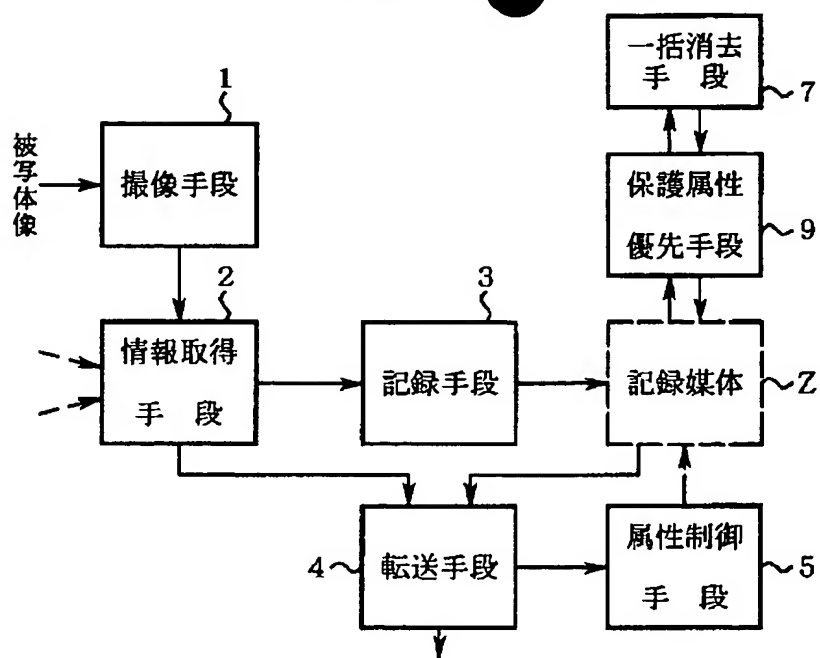 一括消去
手 段
7
1
被写体像
撮像手段
保護属性
優先手段
9
2
3
情報取得
手 段
記録手段
記録媒体
Z
4
転送手段
属性制御
手 段
5